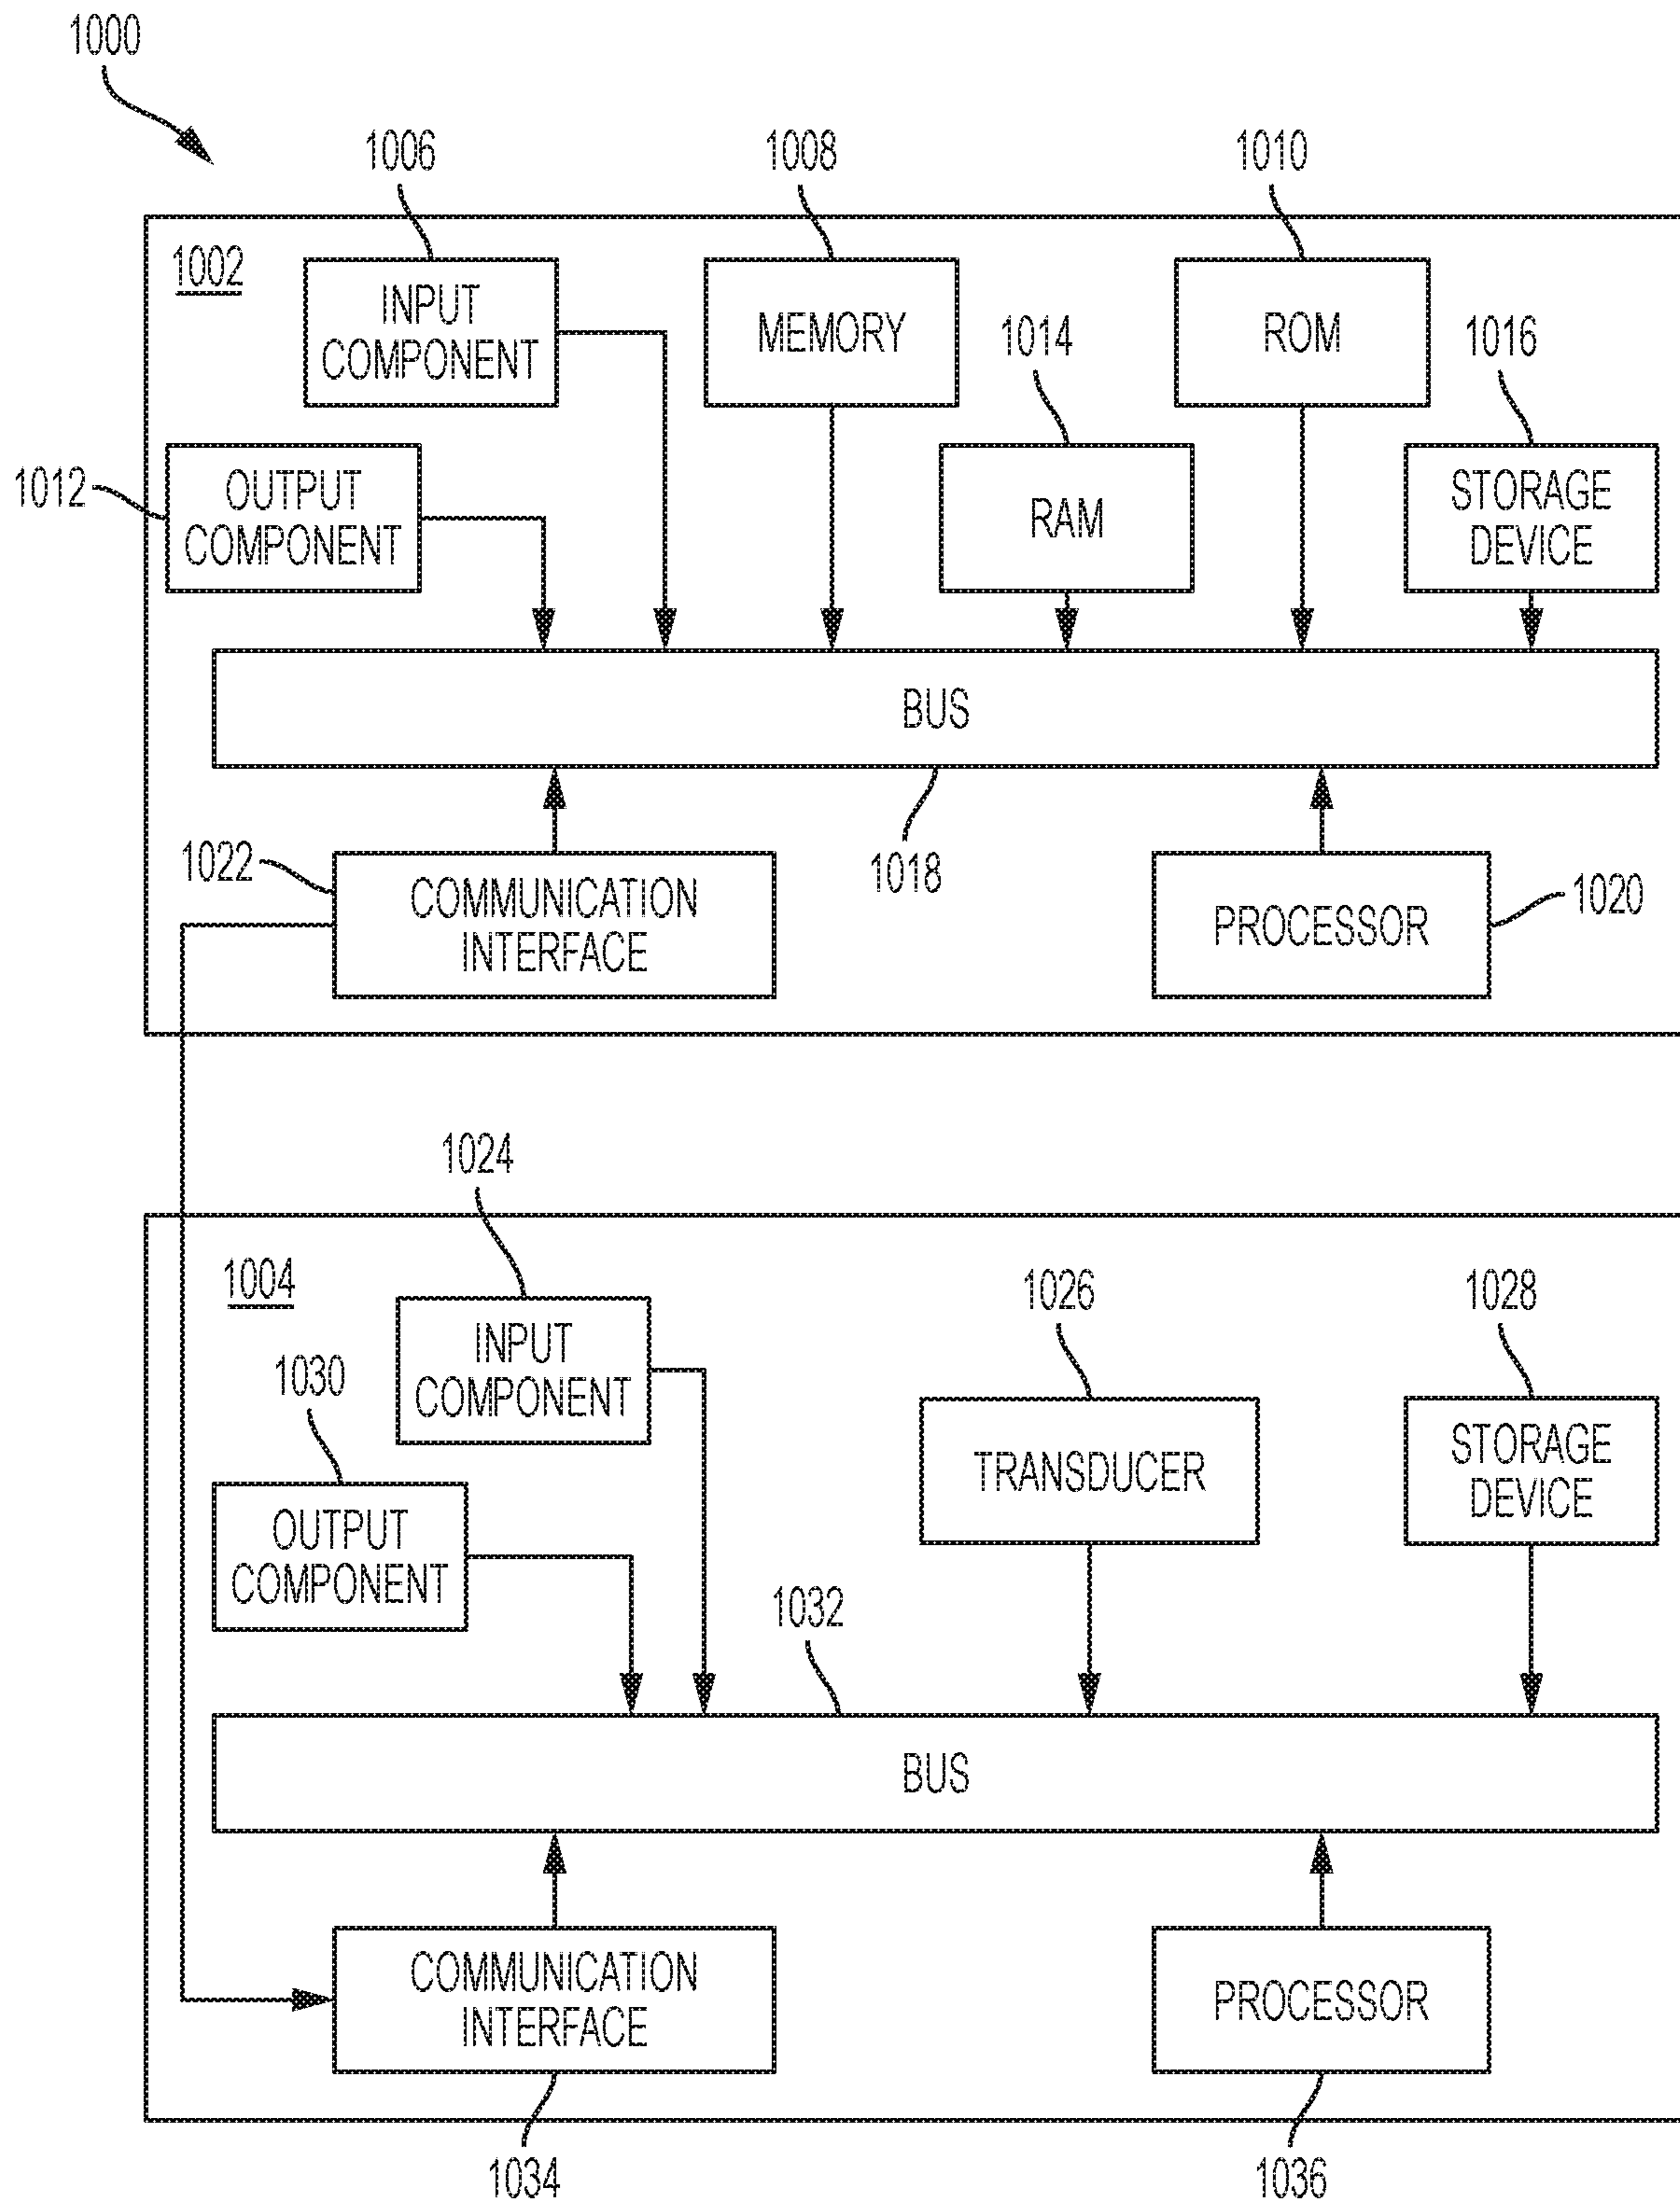 1000
1006
1008
1010
1002
INPUT
COMPONENT
MEMORY
1014
ROM
1016
1012
OUTPUT
COMPONENT
RAM
STORAGE
DEVICE
BUS
1022
COMMUNICATION
INTERFACE
1018
PROCESSOR
1020
1024
1004
INPUT
COMPONENT
1026
1028
1030
OUTPUT
COMPONENT
TRANSDUCER
STORAGE
DEVICE
1032
BUS
COMMUNICATION
INTERFACE
PROCESSOR
1034
1036